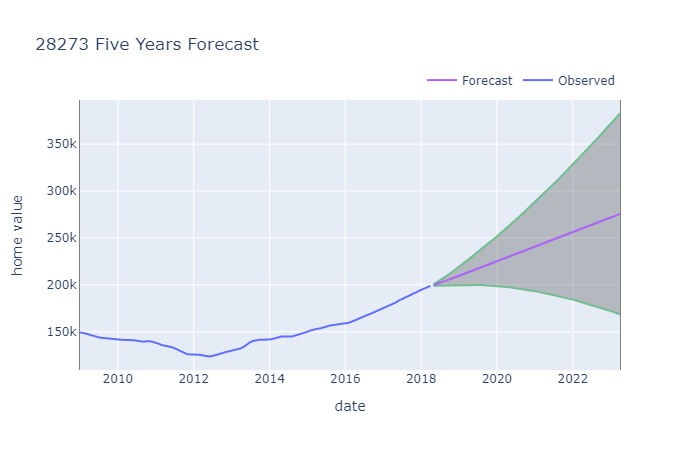 28273 Five Years Forecast
Forecast
Observed
350k
300k
250k
200k
150k
home value
2010
2012
2014
2016
2018
2020
2022
date